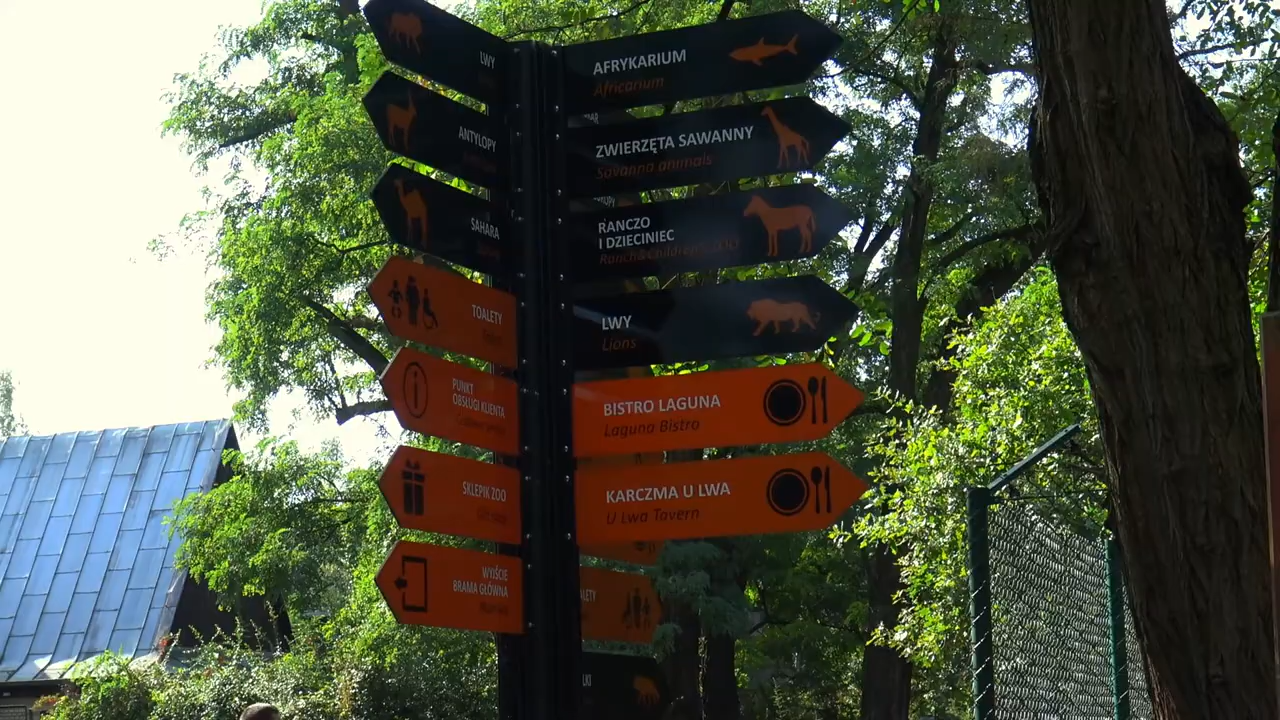 LWY
ANTYLOPY
SAHARA
TOALETY
PUNKT
OBSŁUGI KLIENTA
SKLEPIK ZOO
WYJŚCIE
BRAMA GŁÓWNA
AFRYKARIUM
Africarium
ZWIERZĘTA SAWANNY
Savanna animals
RANCZO
I DZIECINIEC
LWY
Lions
BISTRO LAGUNA
Laguna Bistro
KARCZMA U LWA
U Lwa Tavern